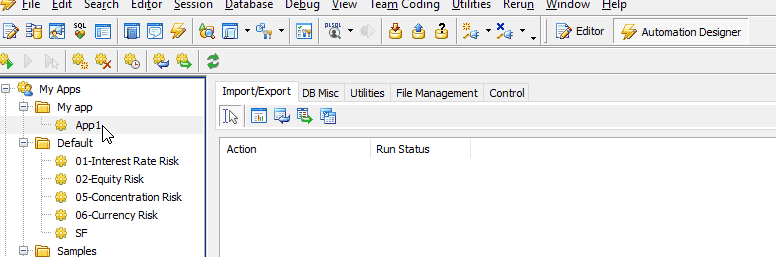 File Edit Search Editor Session Database Debug View Team Coding Utilities Rerun Window Help
SQL PLSQL Editor Automation Designer
My Apps
My app
App1
Default
01-Interest Rate Risk
02-Equity Risk
05-Concentration Risk
06-Currency Risk
SF
Samples
Import/Export DB Misc Utilities File Management Control
Action Run Status